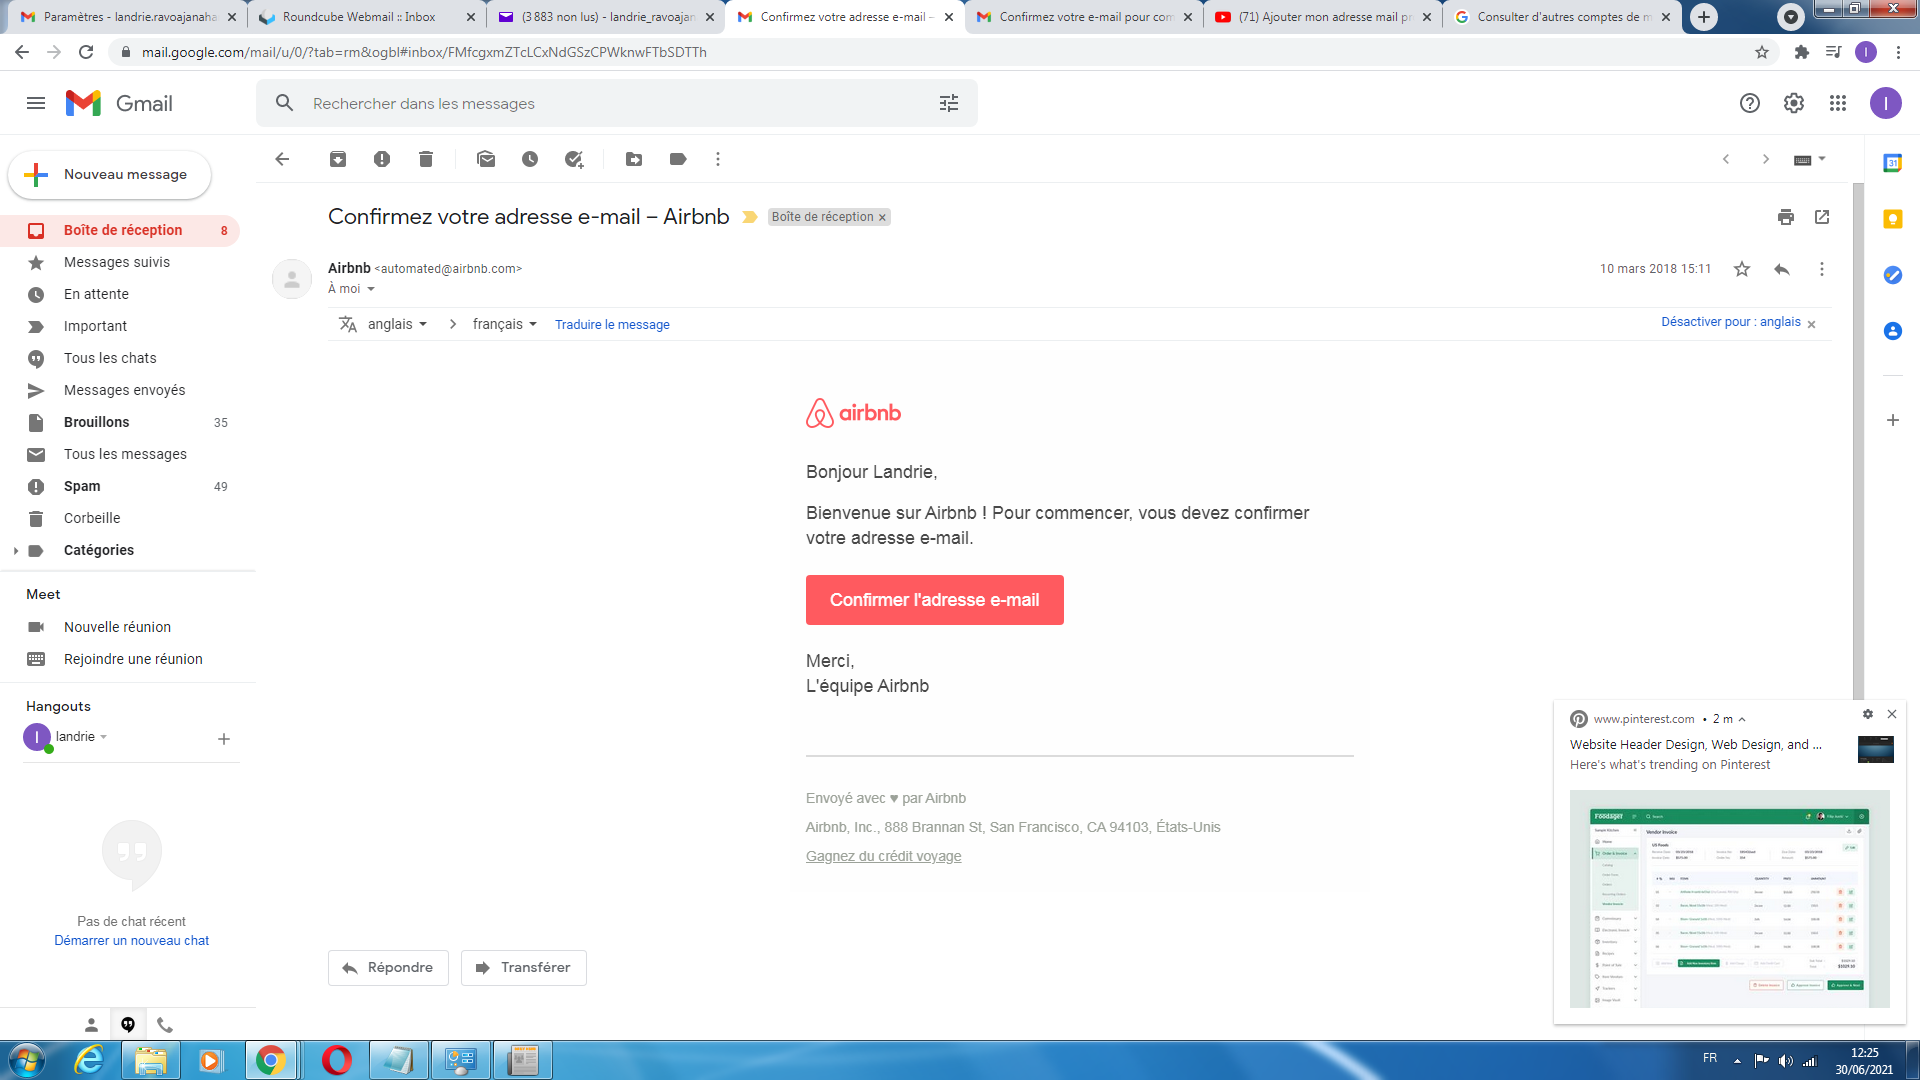 Paramètres - landrie.ravoajanaha
Roundcube Webmail :: Inbox
(3 883 non lus) - landrie_ravoajan
Confirmez votre adresse e-mail –
Confirmez votre e-mail pour com
(71) Ajouter mon adresse mail pr
Consulter d'autres comptes de m
mail.google.com/mail/u/0/?tab=rm&ogbl#inbox/FMfcgxmZTcLCxNdGSzCPWknwFTbSDTTh
I
Gmail
Rechercher dans les messages
I
Nouveau message
Boîte de réception 8
Messages suivis
En attente
Important
Tous les chats
Messages envoyés
Brouillons 35
Tous les messages
Spam 49
Corbeille
Catégories
Meet
Nouvelle réunion
Rejoindre une réunion
Hangouts
I landrie
Pas de chat récent
Démarrer un nouveau chat
Confirmez votre adresse e-mail – Airbnb Boîte de réception ×
Airbnb <automated@airbnb.com>
10 mars 2018 15:11
À moi
anglais > français Traduire le message
Désactiver pour : anglais ×
airbnb
Bonjour Landrie,
Bienvenue sur Airbnb ! Pour commencer, vous devez confirmer
votre adresse e-mail.
Confirmer l'adresse e-mail
Merci,
L'équipe Airbnb
Envoyé avec ♥ par Airbnb
Airbnb, Inc., 888 Brannan St, San Francisco, CA 94103, États-Unis
Gagnez du crédit voyage
Répondre
Transférer
31
www.pinterest.com • 2 m
Website Header Design, Web Design, and ...
Here's what's trending on Pinterest
Foodager
Vendor Invoice
FR
12:25
30/06/2021